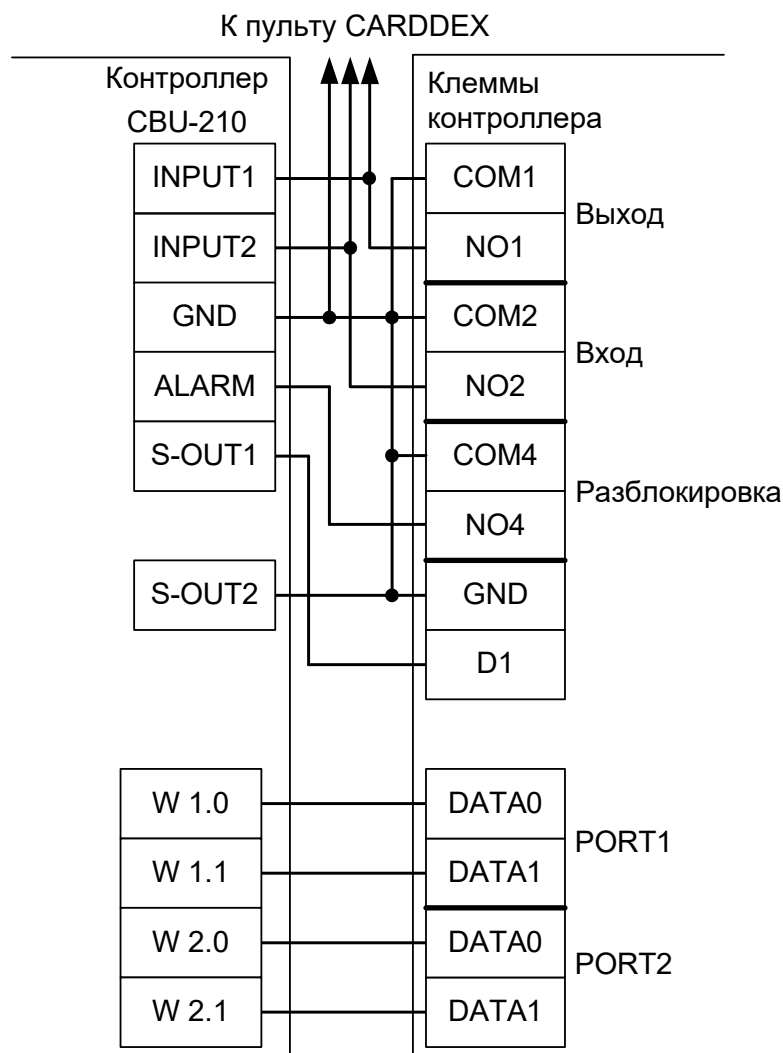 К пульту CARDDEX
Контроллер
CBU-210
INPUT1
INPUT2
GND
ALARM
S-OUT1
S-OUT2
W 1.0
W 1.1
W 2.0
W 2.1
Клеммы
контроллера
COM1
NO1
Выход
COM2
NO2
Вход
COM4
NO4
Разблокировка
GND
D1
DATA0
DATA1
PORT1
DATA0
DATA1
PORT2